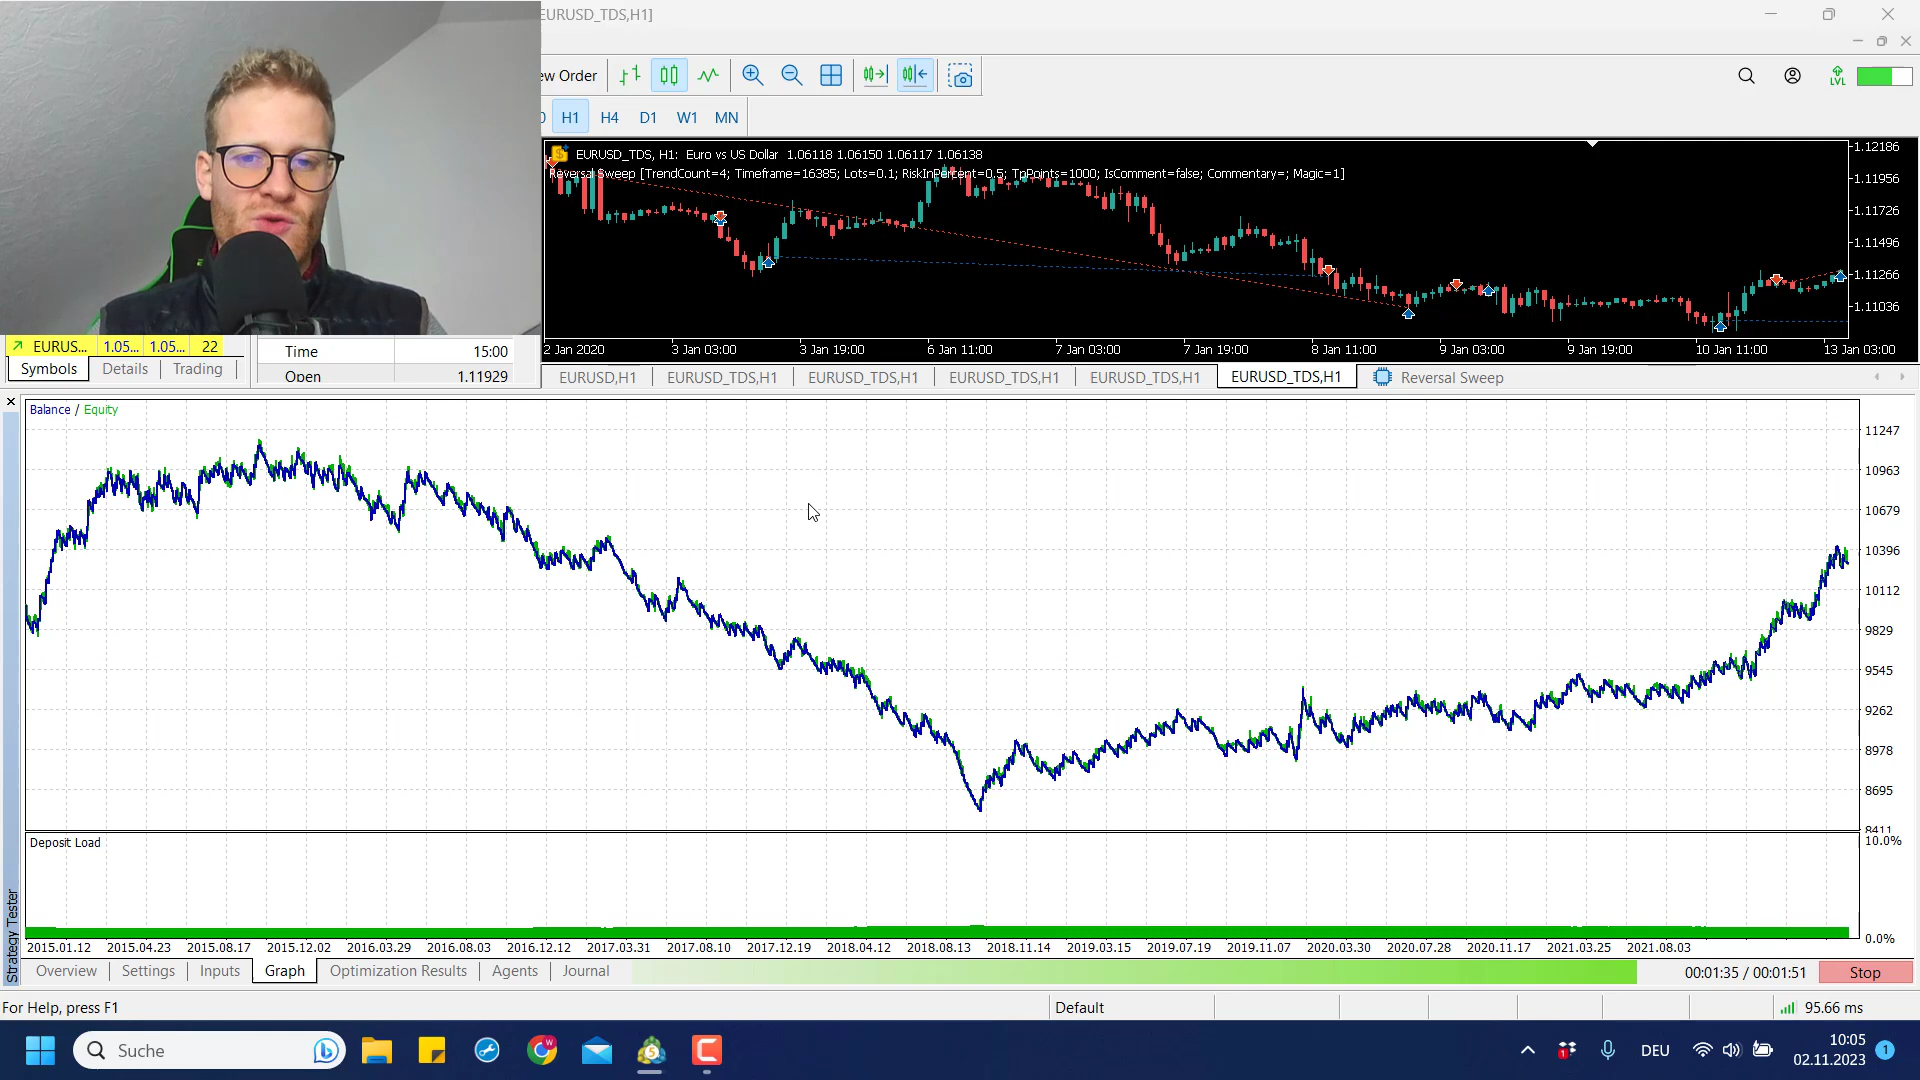 EURUSD_TDS,H1]
ew Order
LVL
H1 H4 D1 W1 MN
EURUSD_TDS, H1: Euro vs US Dollar 1.06118 1.06150 1.06117 1.06138
Reversal Sweep [TrendCount=4; Timeframe=16385; Lots=0.1; RiskInPercent=0.5; TpPoints=1000; IsComment=false; Commentary=; Magic=1]
1.12186
1.11956
1.11726
1.11496
1.11266
1.11036
2 Jan 2020 3 Jan 03:00 3 Jan 19:00 6 Jan 11:00 7 Jan 03:00 7 Jan 19:00 8 Jan 11:00 9 Jan 03:00 9 Jan 19:00 10 Jan 11:00 13 Jan 03:00
EURUS... 1.05... 1.05... 22
Symbols Details Trading
Time 15:00
Open 1.11929
EURUSD,H1 EURUSD_TDS,H1 EURUSD_TDS,H1 EURUSD_TDS,H1 EURUSD_TDS,H1 EURUSD_TDS,H1 Reversal Sweep
Balance / Equity
11247
10963
10679
10396
10112
9829
9545
9262
8978
8695
8411
Deposit Load
10.0%
0.0%
2015.01.12 2015.04.23 2015.08.17 2015.12.02 2016.03.29 2016.08.03 2016.12.12 2017.03.31 2017.08.10 2017.12.19 2018.04.12 2018.08.13 2018.11.14 2019.03.15 2019.07.19 2019.11.07 2020.03.30 2020.07.28 2020.11.17 2021.03.25 2021.08.03
Strategy Tester
Overview Settings Inputs Graph Optimization Results Agents Journal
00:01:35 / 00:01:51 Stop
For Help, press F1
Default
95.66 ms
Suche
DEU
10:05
02.11.2023
1